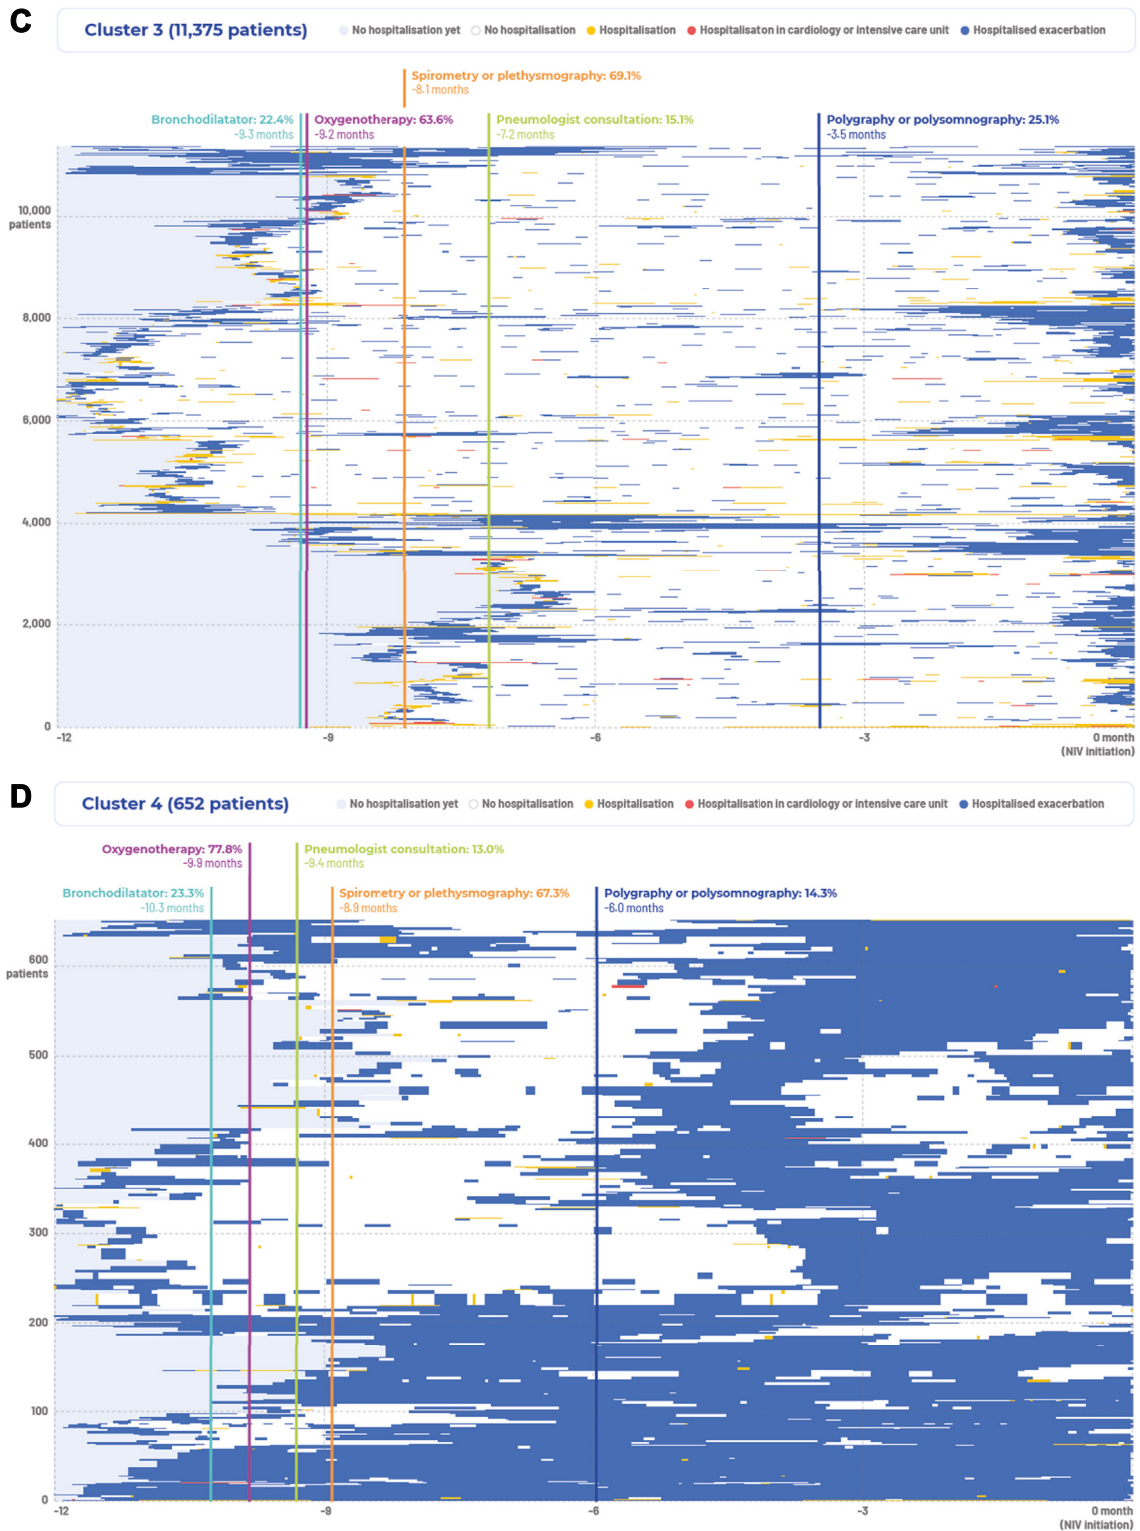 C
Cluster 3 (11,375 patients)
No hospitalisation yet
No hospitalisation
Hospitalisation
Hospitalisaton in cardiology or intensive care unit
Hospitalised exacerbation
Spirometry or plethysmography: 69.1%
-8.1 months
Bronchodilatator: 22.4%
-9.3 months
Oxygenotherapy: 63.6%
-9.2 months
Pneumologist consultation: 15.1%
-7.2 months
Polygraphy or polysomnography: 25.1%
-3.5 months
10,000
patients
8,000
6,000
4,000
2,000
0
-12
-9
-6
-3
0 month
(NIV initiation)
D
Cluster 4 (652 patients)
No hospitalisation yet
No hospitalisation
Hospitalisation
Hospitalisation in cardiology or intensive care unit
Hospitalised exacerbation
Oxygenotherapy: 77.8%
-9.9 months
Pneumologist consultation: 13.0%
-9.4 months
Bronchodilatator: 23.3%
-10.3 months
Spirometry or plethysmography: 67.3%
-8.9 months
Polygraphy or polysomnography: 14.3%
-6.0 months
600
patients
500
400
300
200
100
0
-12
-9
-6
-3
0 month
(NIV initiation)